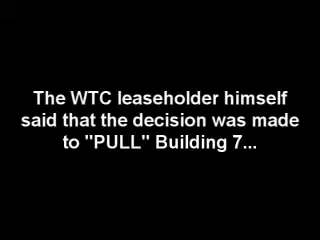 The WTC leaseholder himself
said that the decision was made
to "PULL" Building 7...